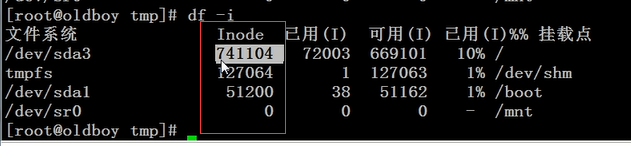 [root@oldboy tmp]# df -i
文件系统 Inode 已用(I) 可用(I) 已用(I)%% 挂载点
/dev/sda3 741104 72003 669101 10% /
tmpfs 127064 1 127063 1% /dev/shm
/dev/sda1 51200 38 51162 1% /boot
/dev/sr0 0 0 0 - /mnt
[root@oldboy tmp]#